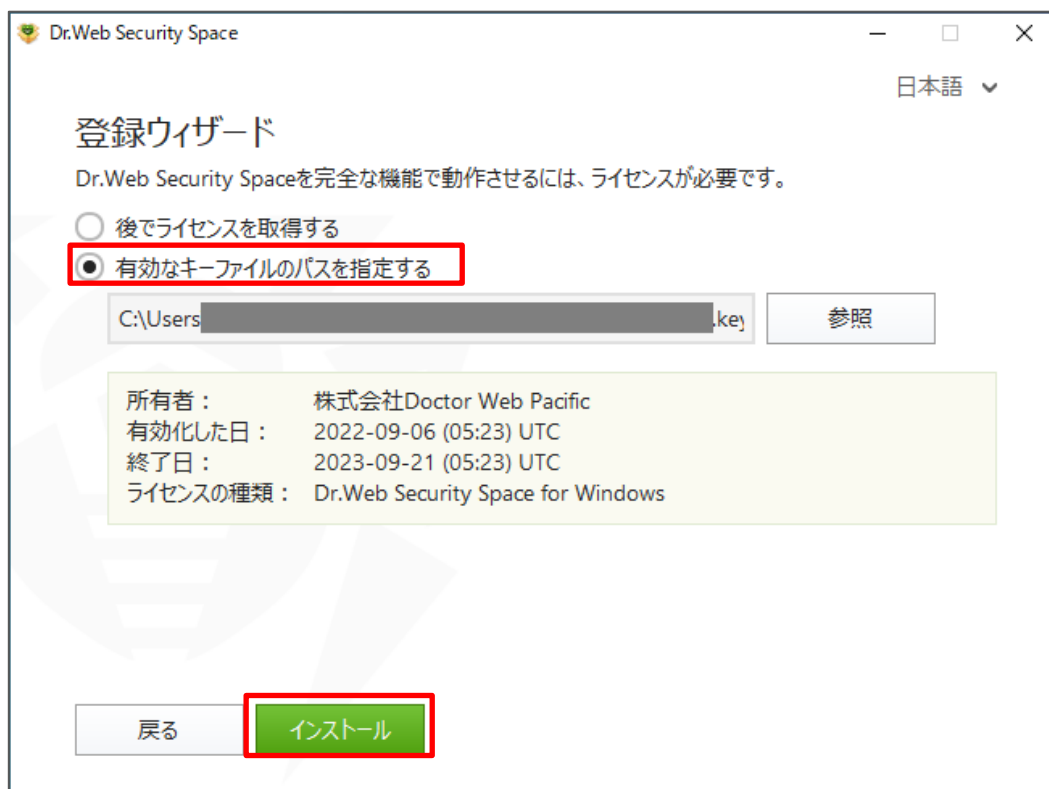 Dr.Web Security Space
日本語
登録ウィザード
Dr.Web Security Spaceを完全な機能で動作させるには、ライセンスが必要です。
後でライセンスを取得する
有効なキーファイルのパスを指定する
C:\Users .key
参照
所有者： 株式会社Doctor Web Pacific
有効化した日： 2022-09-06 (05:23) UTC
終了日： 2023-09-21 (05:23) UTC
ライセンスの種類： Dr.Web Security Space for Windows
戻る インストール